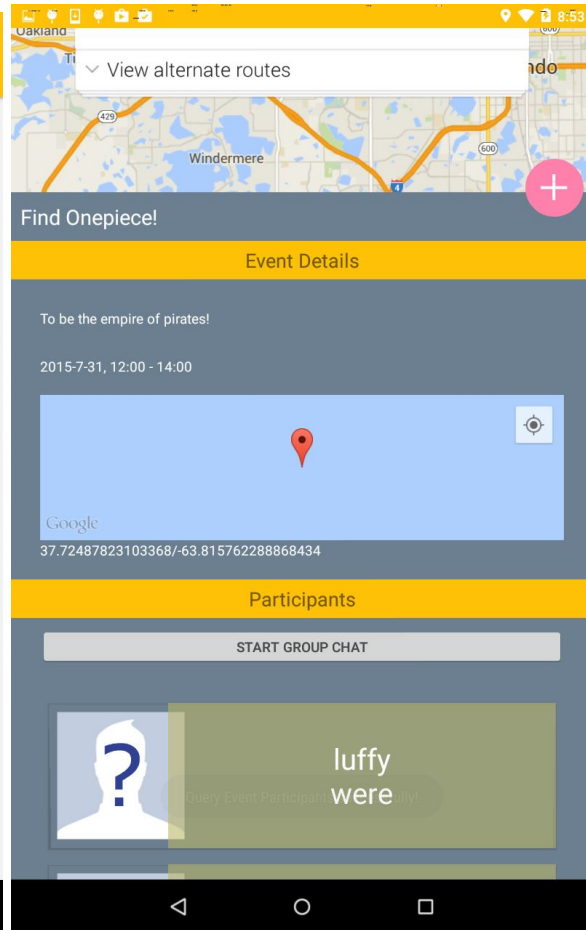 8:53
Oakland
View alternate routes
ndo
429
Windermere
600
4
Find Onepiece!
Event Details
To be the empire of pirates!
2015-7-31, 12:00 - 14:00
Google
37.72487823103368/-63.815762288868434
Participants
START GROUP CHAT
?
luffy
were
Query Event Participants